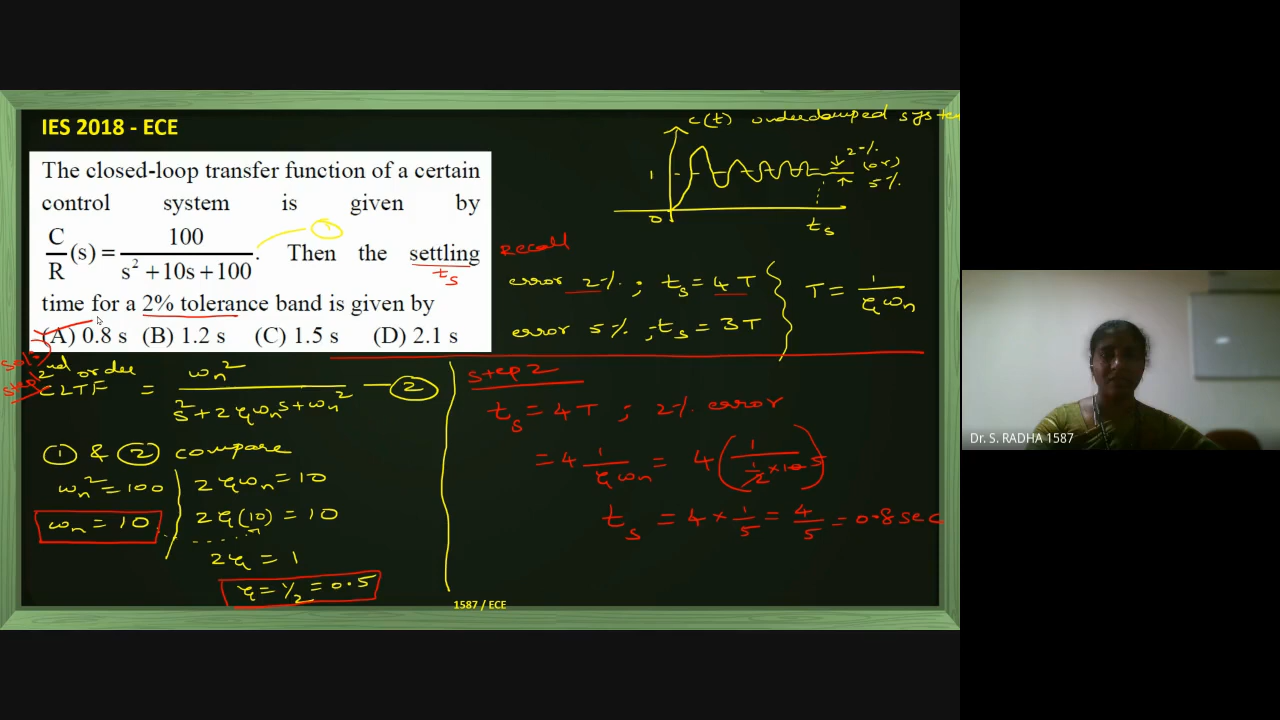 IES 2018 - ECE
The closed-loop transfer function of a certain
control system is given by
C/R (s) = 100 / (s² + 10s + 100) . Then the settling
①
tₛ
time for a 2% tolerance band is given by
(A) 0.8 s (B) 1.2 s (C) 1.5 s (D) 2.1 s
c(t) underdamped system
1
2%
(or)
5%
0
tₛ
Recall
error 2% ; tₛ = 4T
error 5% ; tₛ = 3T
T = 1 / ξωₙ
Sol:
Step 1
2nd order
CLTF = ωₙ² / (s² + 2ξωₙs + ωₙ²) — ②
① & ② compare
ωₙ² = 100
ωₙ = 10
2ξωₙ = 10
2ξ(10) = 10
2ξ = 1
ξ = 1/2 = 0.5
Step 2
tₛ = 4T ; 2% error
= 4 1/ξωₙ = 4 (1 / (1/2 × 10 5))
tₛ = 4 × 1/5 = 4/5 = 0.8 sec
1587 / ECE
Dr. S. RADHA 1587